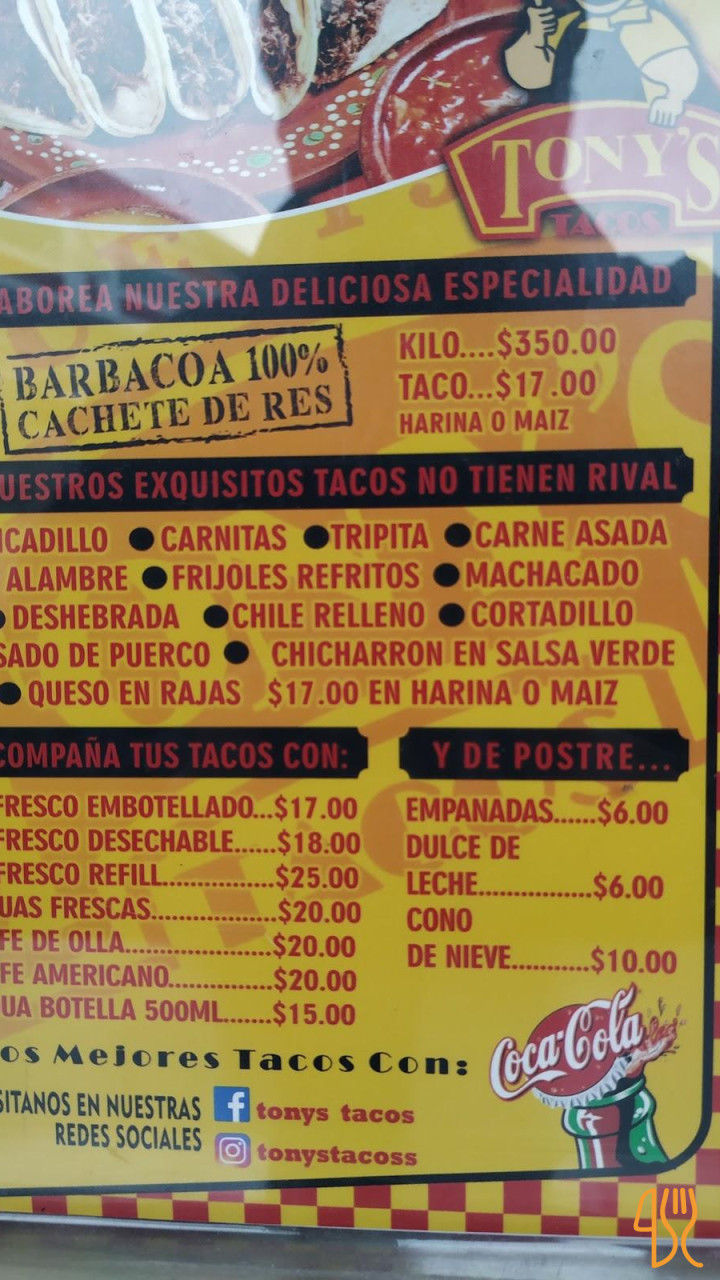 TONY'S
TACOS
ABOREA NUESTRA DELICIOSA ESPECIALIDAD
BARBACOA 100%
CACHETE DE RES
KILO....$350.00
TACO...$17.00
HARINA O MAIZ
UESTROS EXQUISITOS TACOS NO TIENEN RIVAL
ICADILLO ● CARNITAS ● TRIPITA ● CARNE ASADA
ALAMBRE ● FRIJOLES REFRITOS ● MACHACADO
● DESHEBRADA ● CHILE RELLENO ● CORTADILLO
SADO DE PUERCO ● CHICHARRON EN SALSA VERDE
● QUESO EN RAJAS $17.00 EN HARINA O MAIZ
COMPAÑA TUS TACOS CON:
FRESCO EMBOTELLADO...$17.00
FRESCO DESECHABLE......$18.00
FRESCO REFILL.............$25.00
UAS FRESCAS..................$20.00
FE DE OLLA.....................$20.00
FE AMERICANO...............$20.00
UA BOTELLA 500ML.......$15.00
Y DE POSTRE...
EMPANADAS......$6.00
DULCE DE
LECHE................$6.00
CONO
DE NIEVE...........$10.00
os Mejores Tacos Con:
Coca-Cola
SITANOS EN NUESTRAS
REDES SOCIALES
f tonys tacos
tonystacoss